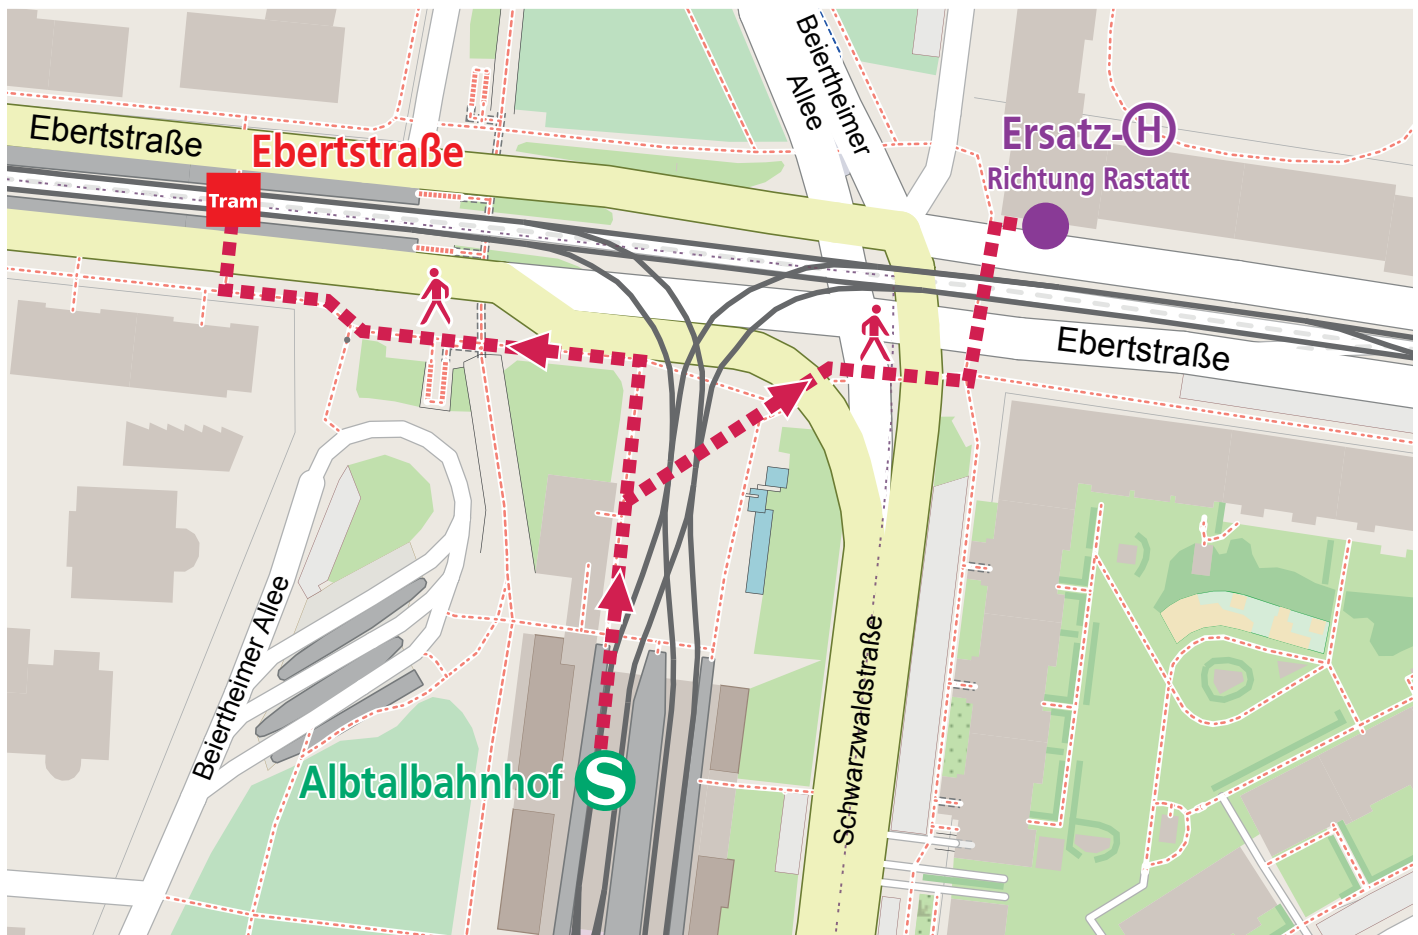 Beiertheimer
Allee
Ebertstraße
Ebertstraße
Tram
Ersatz-H
Richtung Rastatt
Ebertstraße
Beiertheimer Allee
Schwarzwaldstraße
Albtalbahnhof S